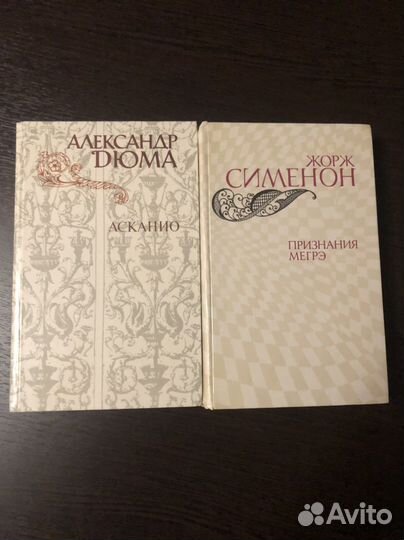 АЛЕКСАНДР
ДЮМА
АСКАНИО
ЖОРЖ
СИМЕНОН
ПРИЗНАНИЯ
МЕГРЭ
Avito